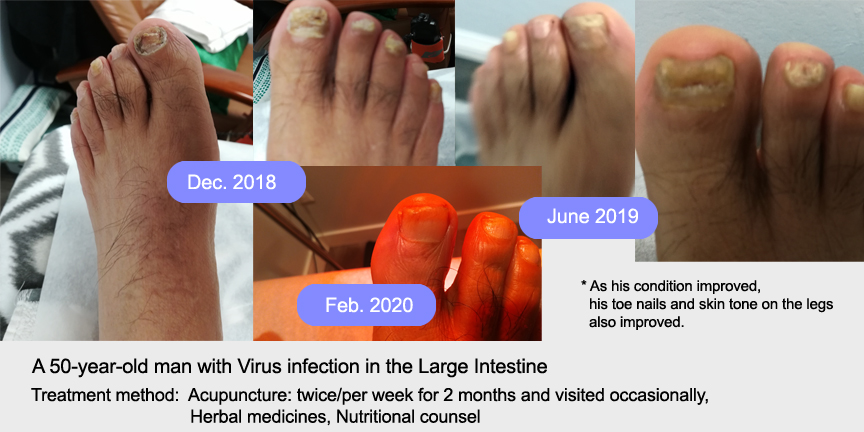 Dec. 2018
June 2019
Feb. 2020
* As his condition improved,
his toe nails and skin tone on the legs
also improved.
A 50-year-old man with Virus infection in the Large Intestine
Treatment method: Acupuncture: twice/per week for 2 months and visited occasionally,
Herbal medicines, Nutritional counsel